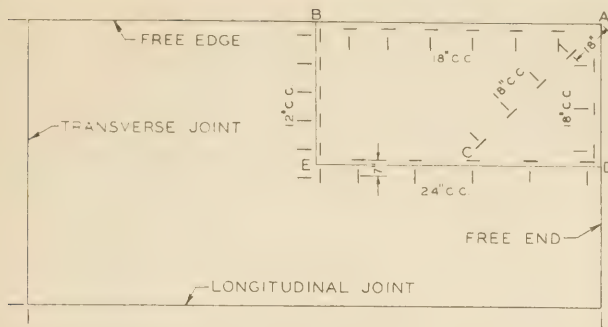 B
A
FREE EDGE
18"
18" C C
18" C C
12" C C
18" C C
TRANSVERSE JOINT
C
E
7"
24" C C.
FREE END
LONGITUDINAL JOINT